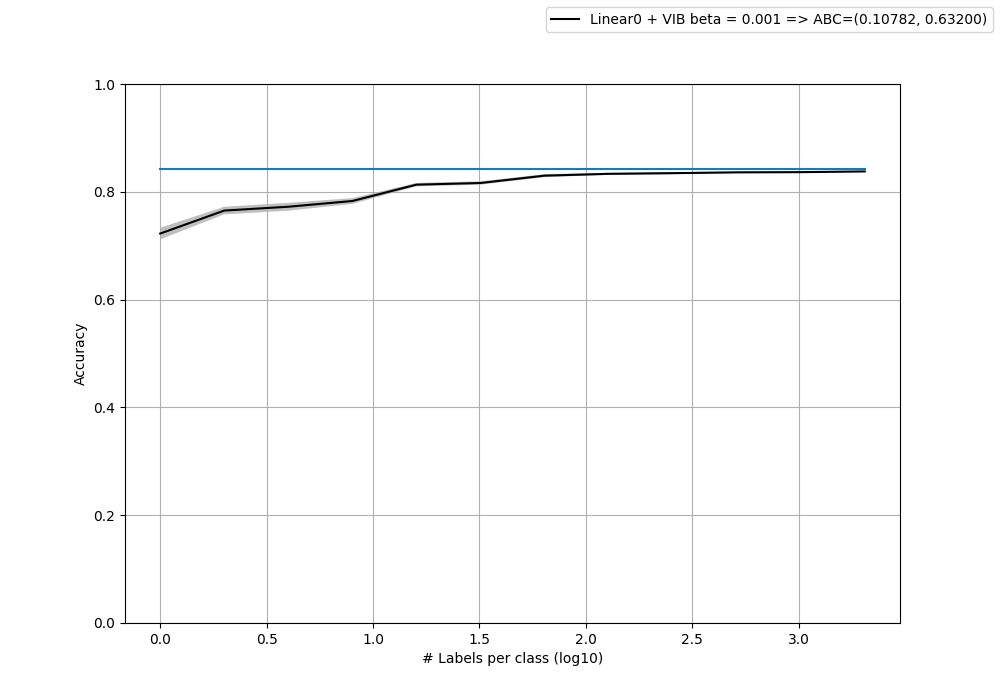 Linear0 + VIB beta = 0.001 => ABC=(0.10782, 0.63200)
1.0
0.8
0.6
0.4
0.2
0.0
Accuracy
0.0 0.5 1.0 1.5 2.0 2.5 3.0
# Labels per class (log10)